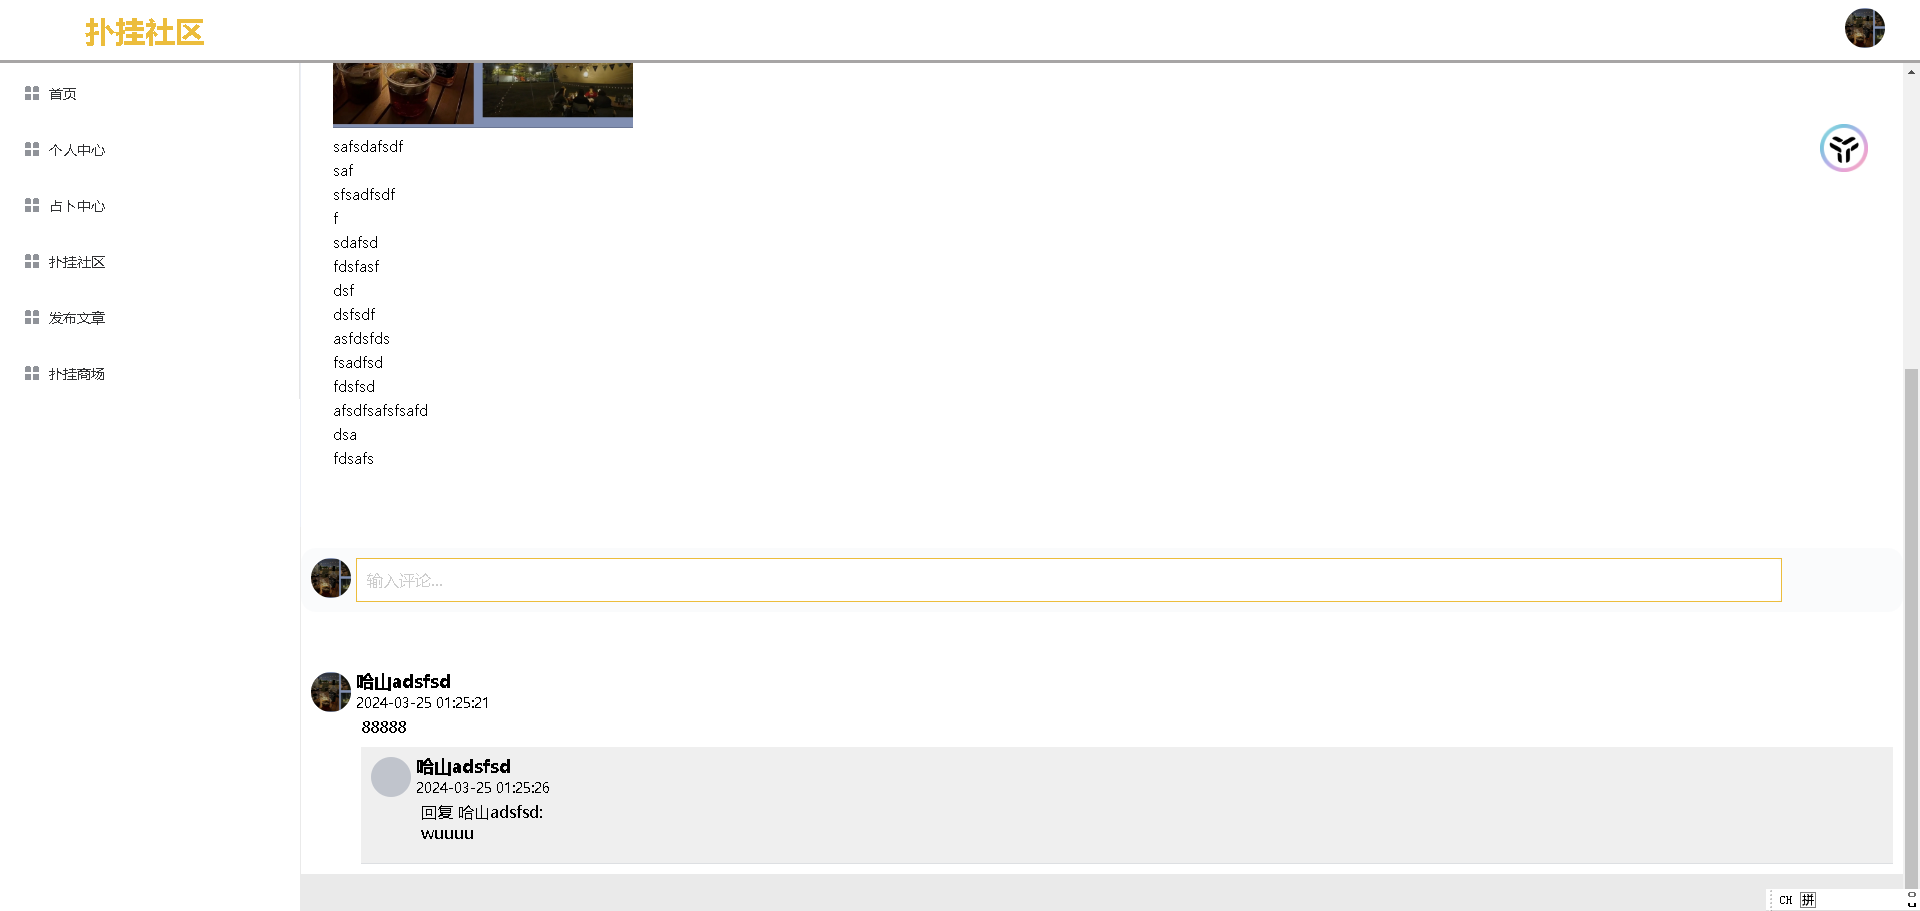 扑挂社区
首页
个人中心
占卜中心
扑挂社区
发布文章
扑挂商场
safsdafsdf
saf
sfsadfsdf
f
sdafsd
fdsfasf
dsf
dsfsdf
asfdsfds
fsadfsd
fdsfsd
afsdfsafsfsafd
dsa
fdsafs
输入评论...
哈山adsfsd
2024-03-25 01:25:21
88888
哈山adsfsd
2024-03-25 01:25:26
回复 哈山adsfsd:
wuuuu
CH 拼